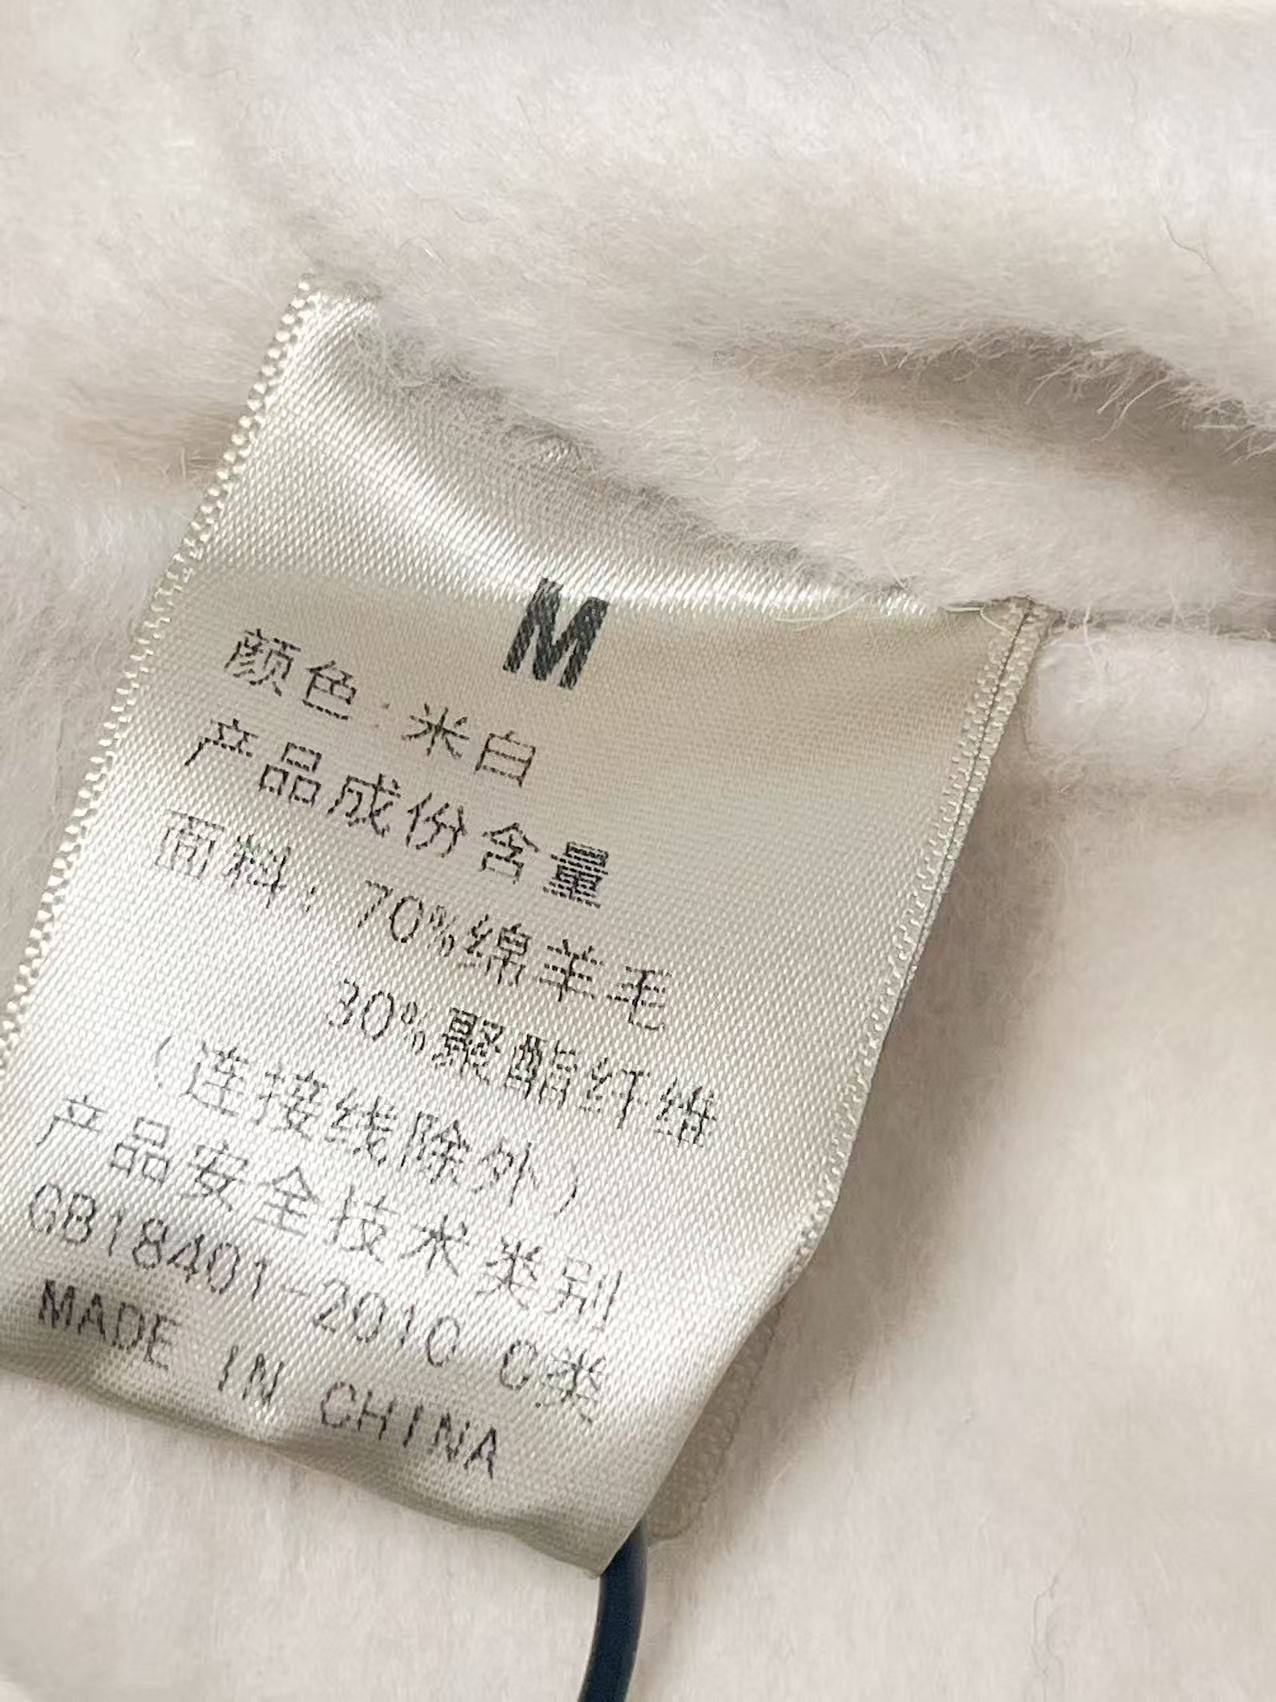 M
颜色:米白
产品成份含量
面料:70%绵羊毛
30%聚酯纤维
(连接线除外)
产品安全技术类别
GB18401-2010 C类
MADE IN CHINA